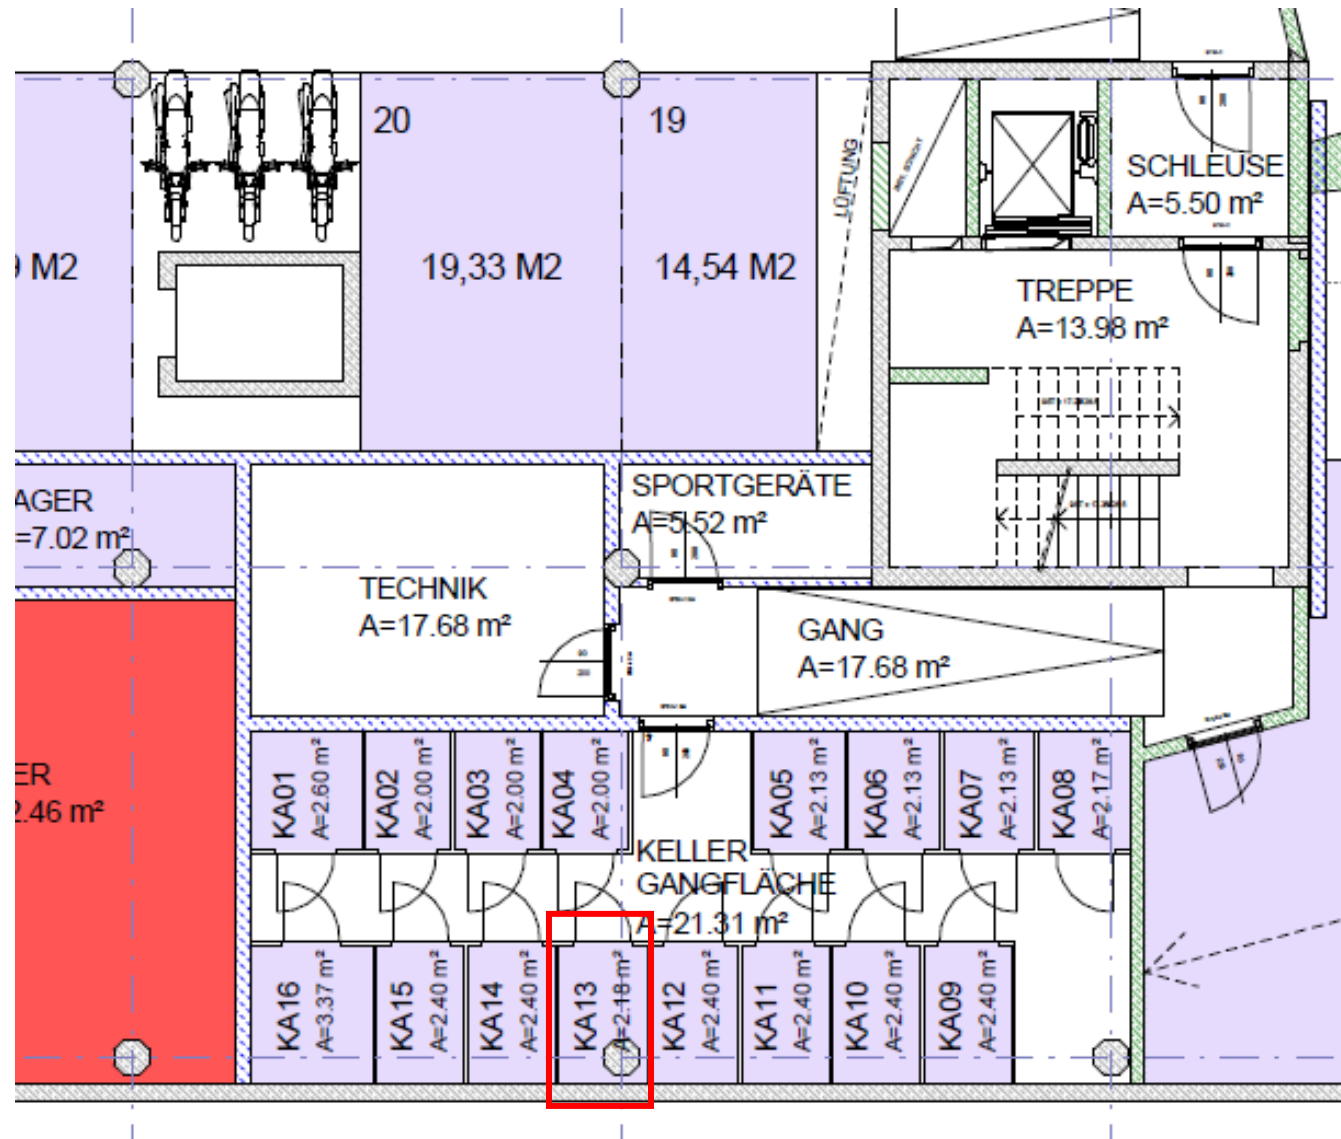 20
19
9 M2
19,33 M2
14,54 M2
LÜFTUNG
SCHLEUSE
A=5.50 m²
TREPPE
A=13.98 m²
AGER
=7.02 m²
SPORTGERÄTE
A=5.52 m²
TECHNIK
A=17.68 m²
GANG
A=17.68 m²
ER
2.46 m²
KA01
A=2.60 m²
KA02
A=2.00 m²
KA03
A=2.00 m²
KA04
A=2.00 m²
KA05
A=2.13 m²
KA06
A=2.13 m²
KA07
A=2.13 m²
KA08
A=2.17 m²
KELLER
GANGFLÄCHE
A=21.31 m²
KA16
A=3.37 m²
KA15
A=2.40 m²
KA14
A=2.40 m²
KA13
A=2.18 m²
KA12
A=2.40 m²
KA11
A=2.40 m²
KA10
A=2.40 m²
KA09
A=2.40 m²